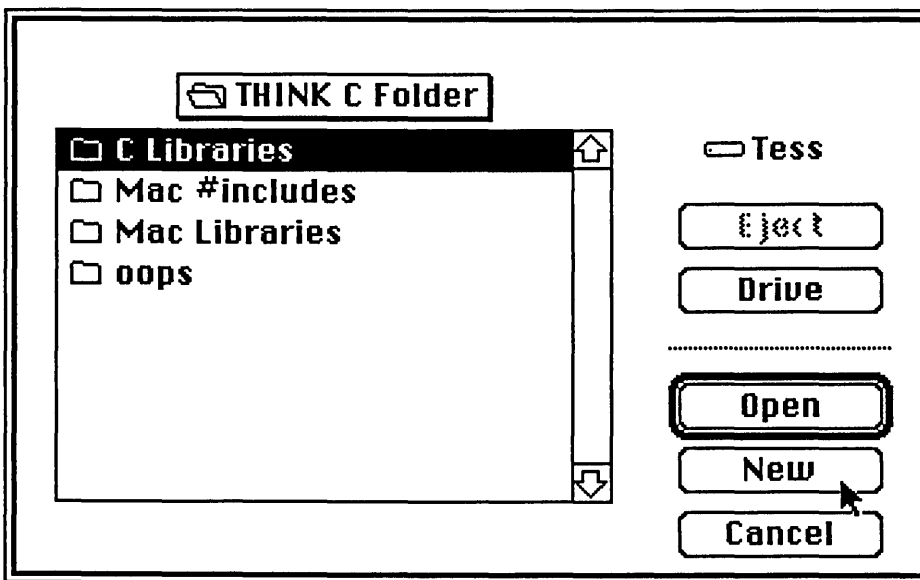 THINK C Folder
C Libraries
Mac #includes
Mac Libraries
oops
Tess
Eject
Drive
Open
New
Cancel